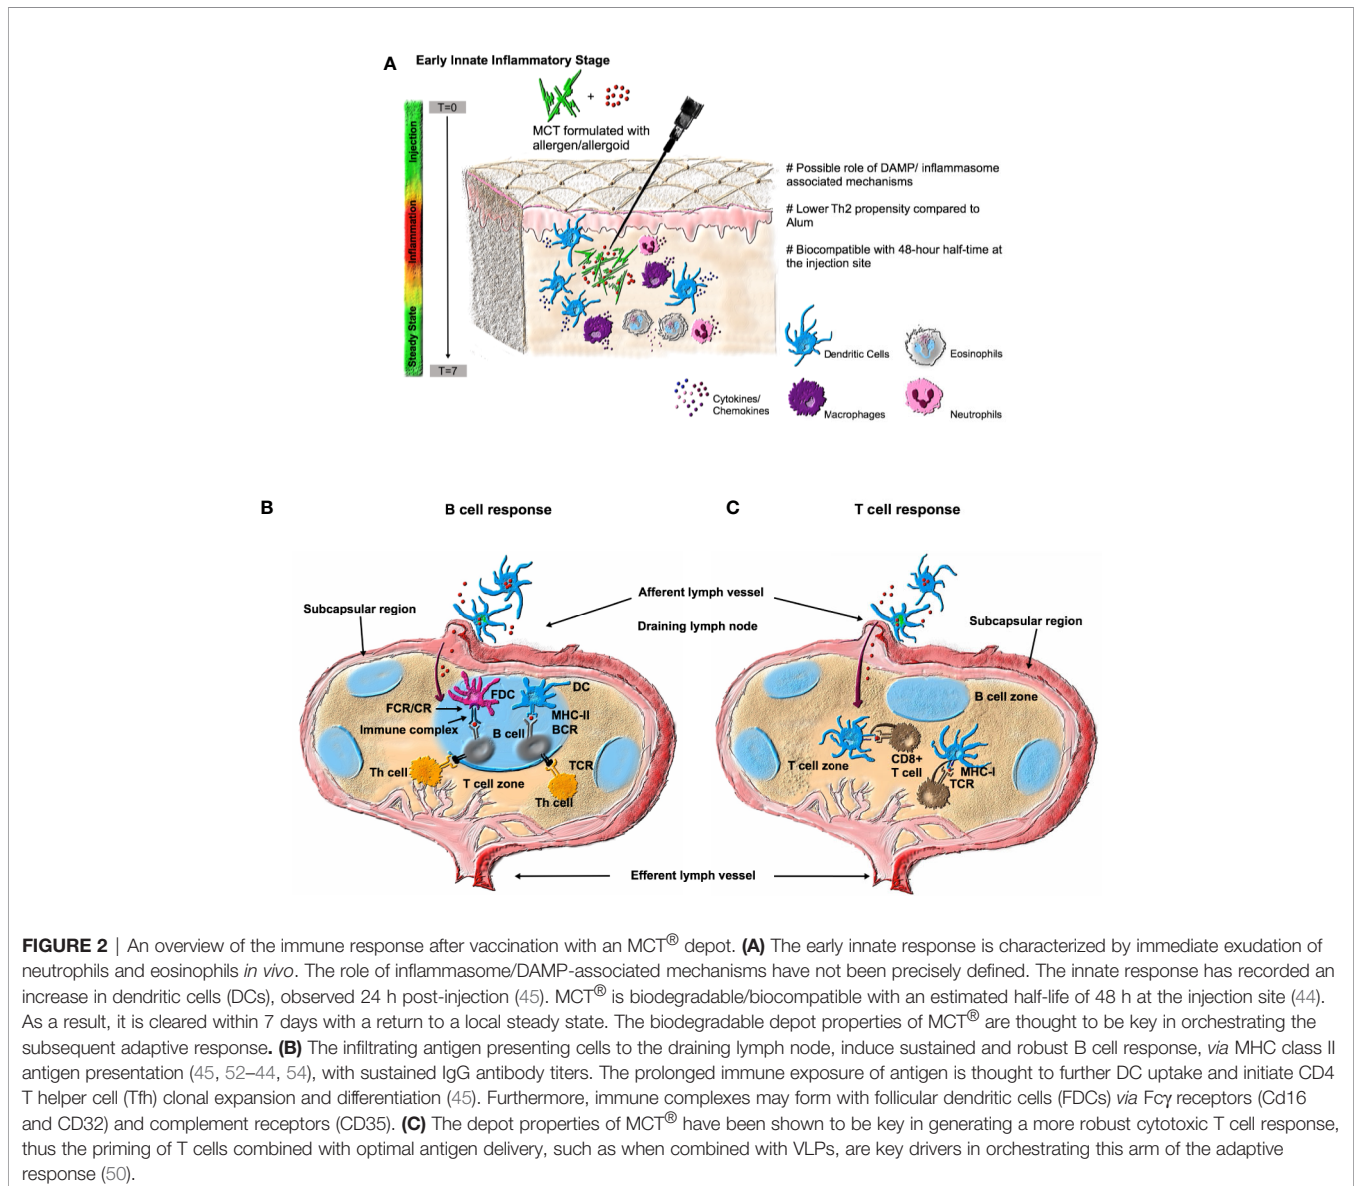 A Early Innate Inflammatory Stage
T=0
Injection
Inflammation
Steady State
T=7
+
MCT formulated with
allergen/allergoid
# Possible role of DAMP/ inflammasome
associated mechanisms
# Lower Th2 propensity compared to
Alum
# Biocompatible with 48-hour half-time at
the injection site
Dendritic Cells
Eosinophils
Cytokines/
Chemokines
Macrophages
Neutrophils
B
B cell response
C
T cell response
Afferent lymph vessel
Draining lymph node
Subcapsular region
FDC
DC
FCR/CR
Immune complex
MHC-II
BCR
B cell
Th cell
TCR
T cell zone
Th cell
Subcapsular region
B cell zone
T cell zone
CD8+
T cell
MHC-I
TCR
Efferent lymph vessel
FIGURE 2 | An overview of the immune response after vaccination with an MCT® depot. (A) The early innate response is characterized by immediate exudation of
neutrophils and eosinophils in vivo. The role of inflammasome/DAMP-associated mechanisms have not been precisely defined. The innate response has recorded an
increase in dendritic cells (DCs), observed 24 h post-injection (45). MCT® is biodegradable/biocompatible with an estimated half-life of 48 h at the injection site (44).
As a result, it is cleared within 7 days with a return to a local steady state. The biodegradable depot properties of MCT® are thought to be key in orchestrating the
subsequent adaptive response. (B) The infiltrating antigen presenting cells to the draining lymph node, induce sustained and robust B cell response, via MHC class II
antigen presentation (45, 52–44, 54), with sustained IgG antibody titers. The prolonged immune exposure of antigen is thought to further DC uptake and initiate CD4
T helper cell (Tfh) clonal expansion and differentiation (45). Furthermore, immune complexes may form with follicular dendritic cells (FDCs) via Fcγ receptors (Cd16
and CD32) and complement receptors (CD35). (C) The depot properties of MCT® have been shown to be key in generating a more robust cytotoxic T cell response,
thus the priming of T cells combined with optimal antigen delivery, such as when combined with VLPs, are key drivers in orchestrating this arm of the adaptive
response (50).